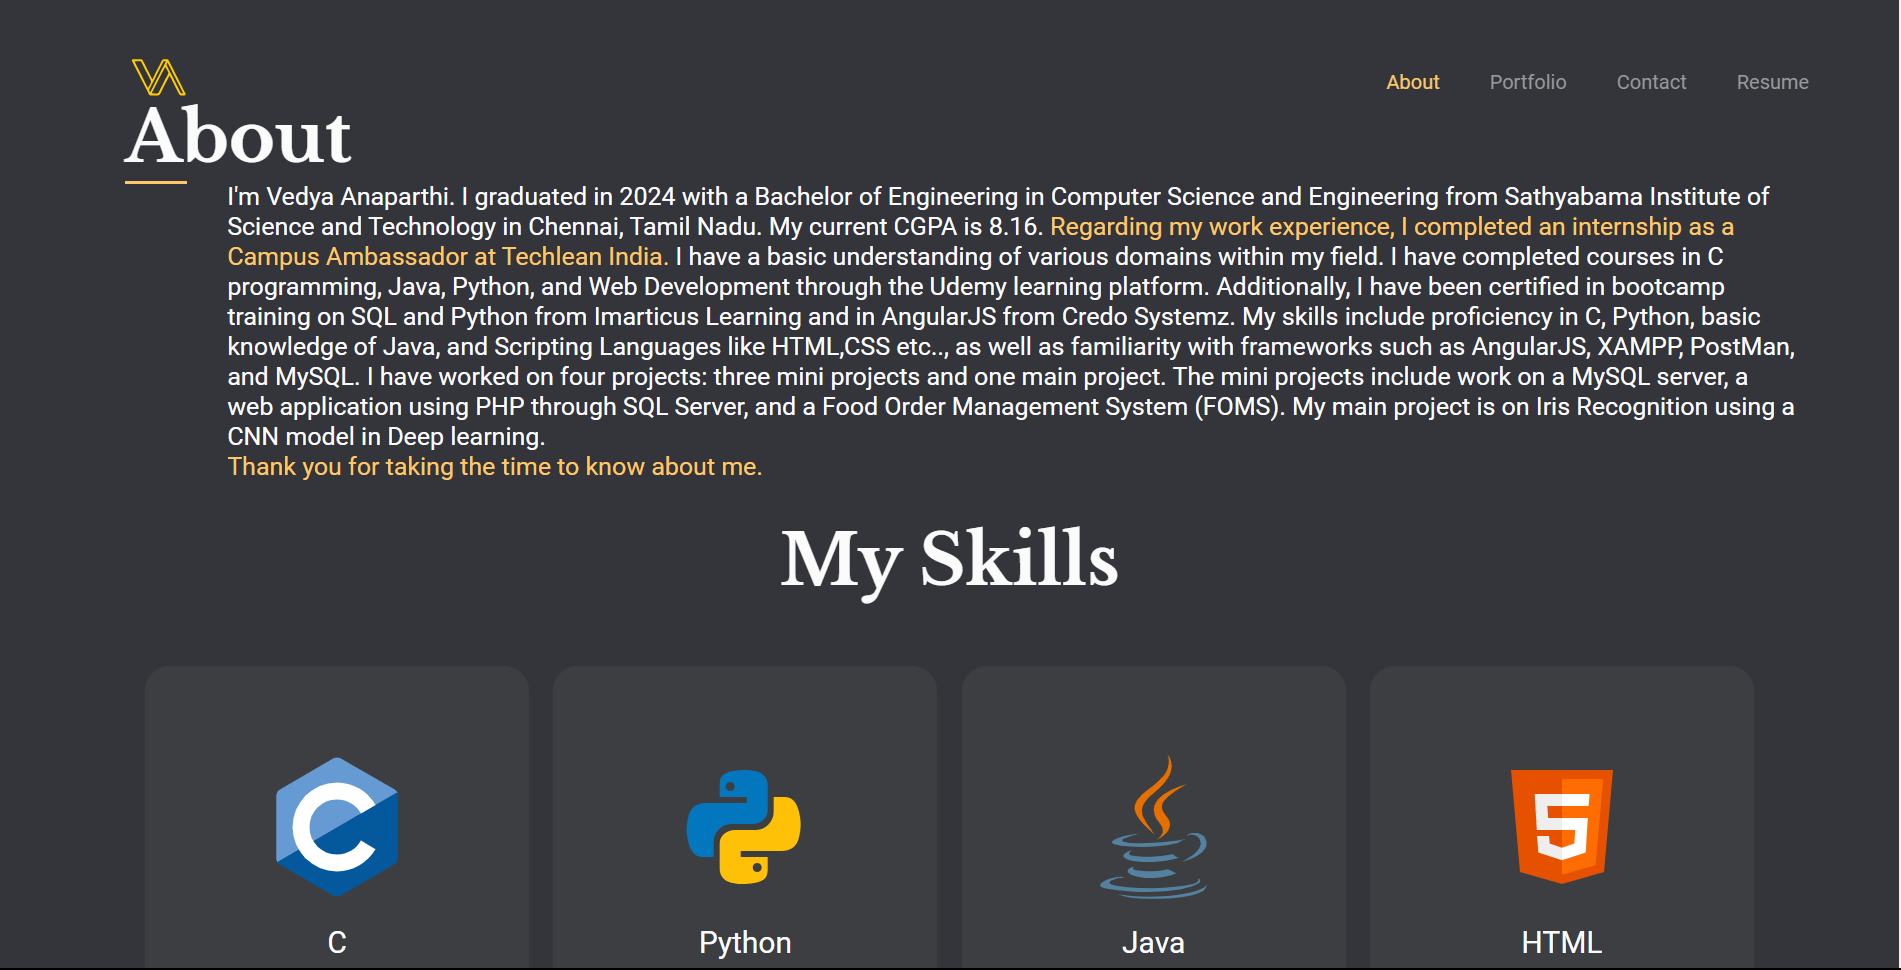 VA
About Portfolio Contact Resume
About
I'm Vedya Anaparthi. I graduated in 2024 with a Bachelor of Engineering in Computer Science and Engineering from Sathyabama Institute of
Science and Technology in Chennai, Tamil Nadu. My current CGPA is 8.16. Regarding my work experience, I completed an internship as a
Campus Ambassador at Techlean India. I have a basic understanding of various domains within my field. I have completed courses in C
programming, Java, Python, and Web Development through the Udemy learning platform. Additionally, I have been certified in bootcamp
training on SQL and Python from Imarticus Learning and in AngularJS from Credo Systemz. My skills include proficiency in C, Python, basic
knowledge of Java, and Scripting Languages like HTML,CSS etc.., as well as familiarity with frameworks such as AngularJS, XAMPP, PostMan,
and MySQL. I have worked on four projects: three mini projects and one main project. The mini projects include work on a MySQL server, a
web application using PHP through SQL Server, and a Food Order Management System (FOMS). My main project is on Iris Recognition using a
CNN model in Deep learning.
Thank you for taking the time to know about me.
My Skills
C
5
C
Python
Java
HTML